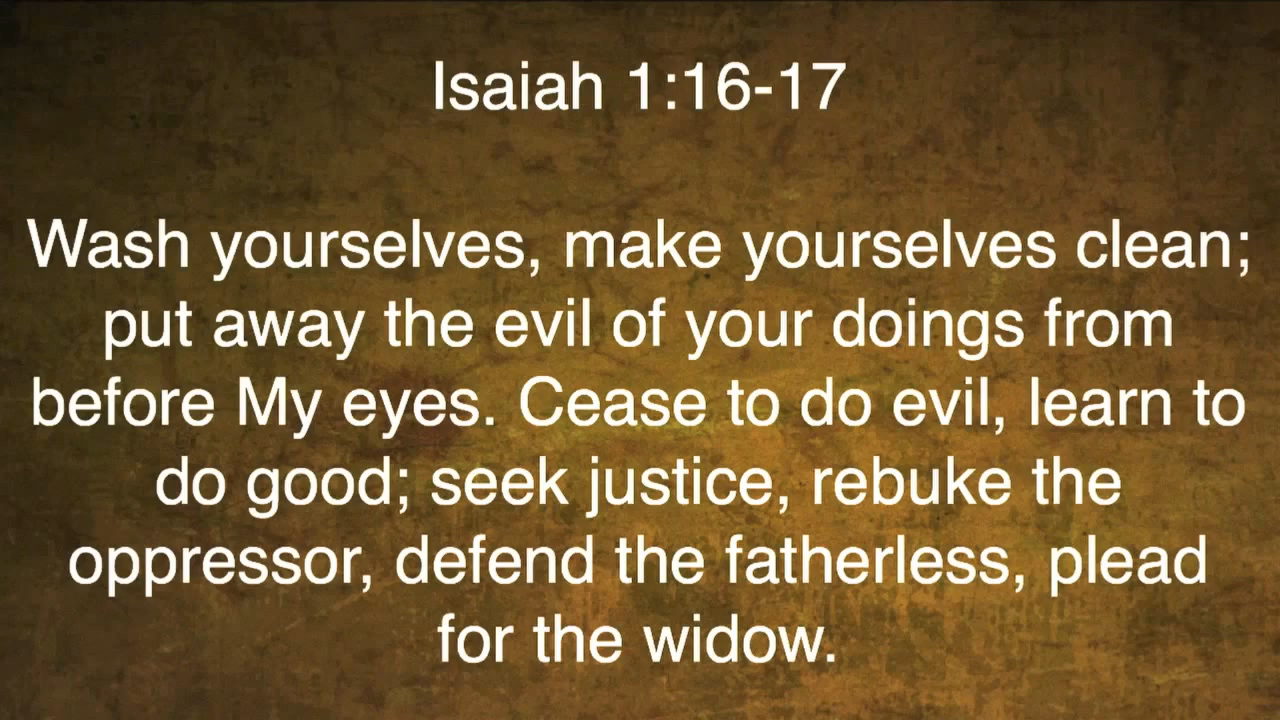 Isaiah 1:16-17
Wash yourselves, make yourselves clean;
put away the evil of your doings from
before My eyes. Cease to do evil, learn to
do good; seek justice, rebuke the
oppressor, defend the fatherless, plead
for the widow.